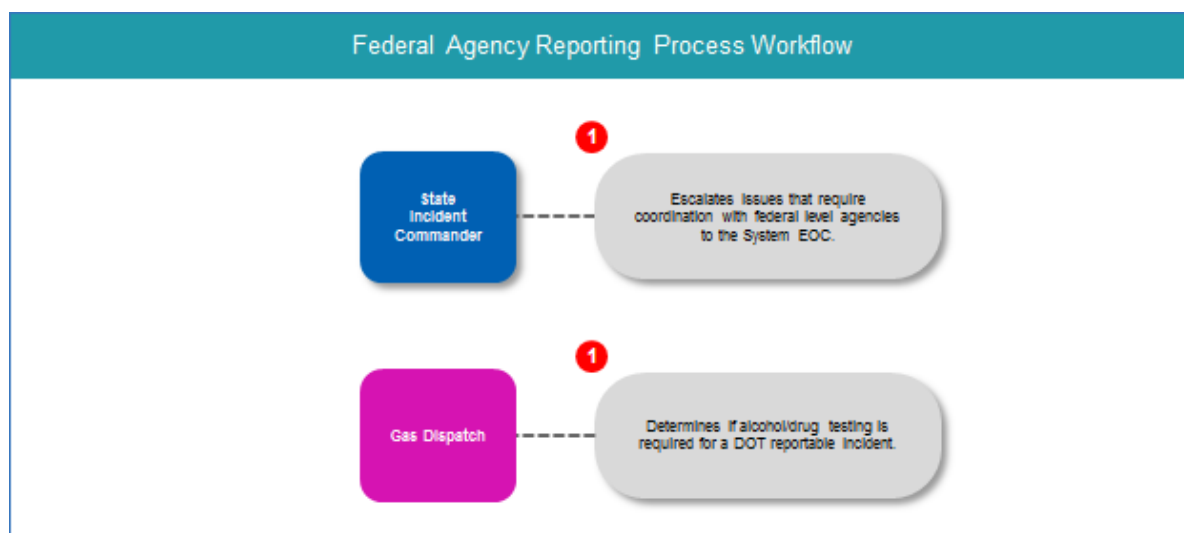 Federal Agency Reporting Process Workflow
1
State
Incident
Commander
Escalates issues that require
coordination with federal level agencies
to the System EOC.
1
Gas Dispatch
Determines if alcohol/drug testing is
required for a DOT reportable incident.